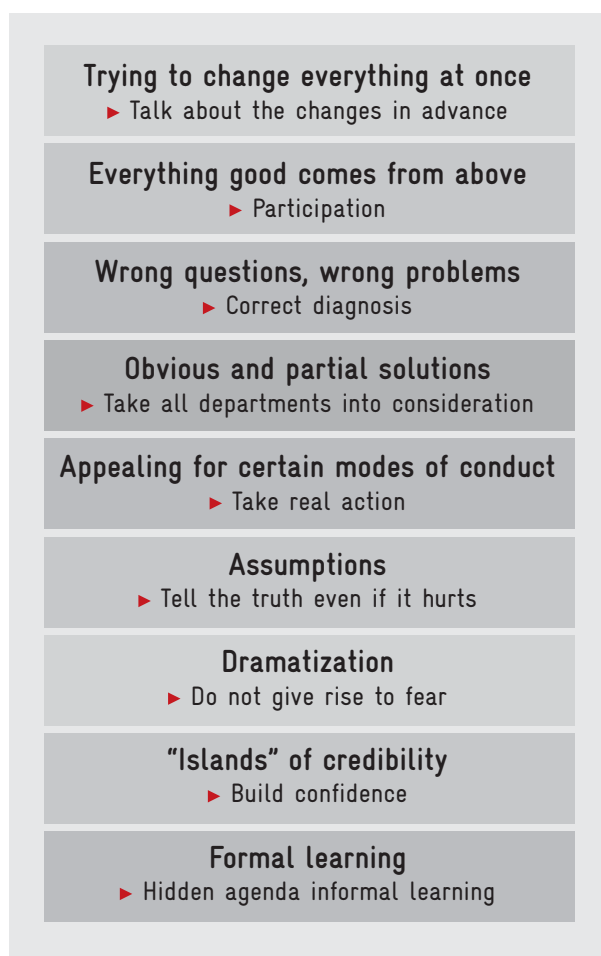 Trying to change everything at once
▸ Talk about the changes in advance
Everything good comes from above
▸ Participation
Wrong questions, wrong problems
▸ Correct diagnosis
Obvious and partial solutions
▸ Take all departments into consideration
Appealing for certain modes of conduct
▸ Take real action
Assumptions
▸ Tell the truth even if it hurts
Dramatization
▸ Do not give rise to fear
“Islands” of credibility
▸ Build confidence
Formal learning
▸ Hidden agenda informal learning